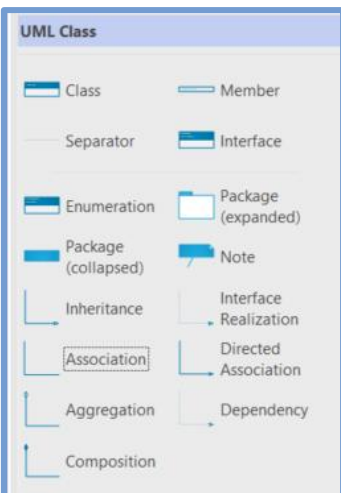 UML Class
Class
Member
Separator
Interface
Enumeration
Package
(expanded)
Package
(collapsed)
Note
Inheritance
Interface
Realization
Association
Directed
Association
Aggregation
Dependency
Composition